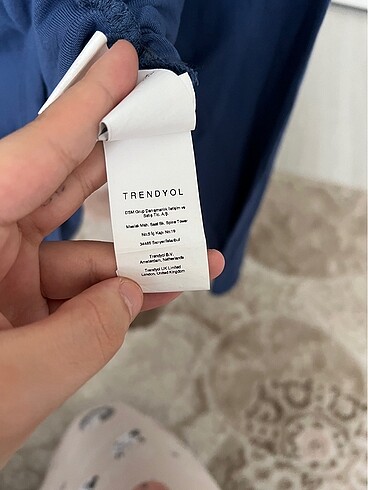 TRENDYOL
DSM Grup Danışmanlık İletişim ve
Satış Tic. A.Ş.
Maslak Mah. Saat Sk. Spine Tower
No:5 İç Kapı No:19
34485 Sarıyer/İstanbul
Trendyol B.V.
Amsterdam, Netherlands
Trendyol UK Limited
London, United Kingdom